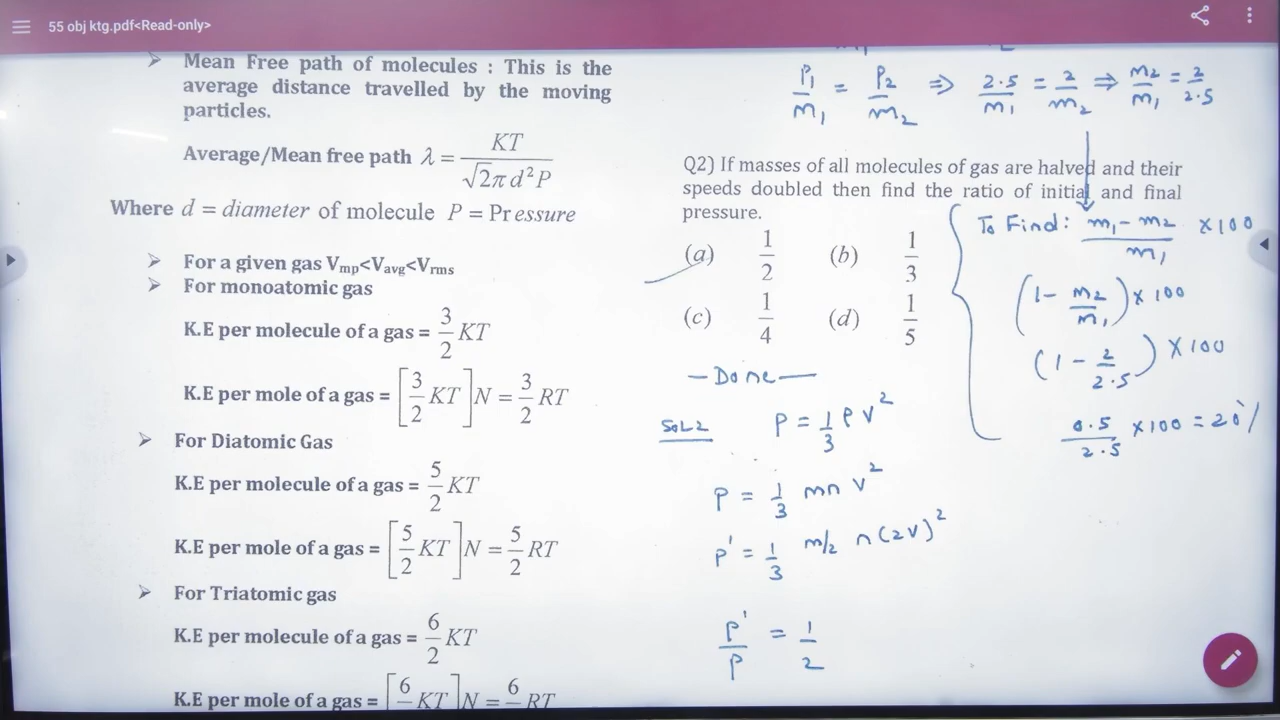 55 obj ktg.pdf<Read-only>
➢ Mean Free path of molecules : This is the
average distance travelled by the moving
particles.
Average/Mean free path λ = KT / √2πd²P
Where d = diameter of molecule P = Pressure
➢ For a given gas Vmp<Vavg<Vrms
➢ For monoatomic gas
K.E per molecule of a gas = 3/2 KT
K.E per mole of a gas = [3/2 KT]N = 3/2 RT
➢ For Diatomic Gas
K.E per molecule of a gas = 5/2 KT
K.E per mole of a gas = [5/2 KT]N = 5/2 RT
➢ For Triatomic gas
K.E per molecule of a gas = 6/2 KT
K.E per mole of a gas = [6 KT]N = 6 RT
P₁/m₁ = P₂/m₂ ⇒ 2.5/m₁ = 2/m₂ ⇒ m₂/m₁ = 2/2.5
Q2) If masses of all molecules of gas are halved and their
speeds doubled then find the ratio of initial and final
pressure.
(a) 1/2 (b) 1/3
(c) 1/4 (d) 1/5
—Done—
Sol 2 P = 1/3 ρ v²
P = 1/3 mn v²
P' = 1/3 m/2 n(2v)²
P'/P = 1/2
To Find: m₁ - m₂ / m₁ × 100
(1 - m₂/m₁) × 100
(1 - 2/2.5) × 100
0.5/2.5 × 100 = 20%